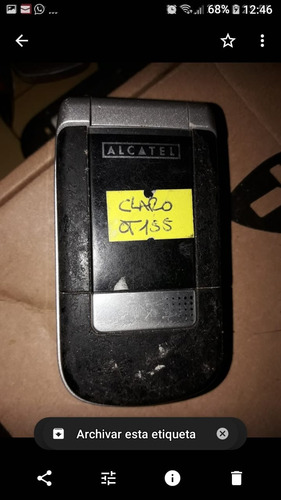 ... 68% 12:46
ALCATEL
CLARO
OT135
Archivar esta etiqueta